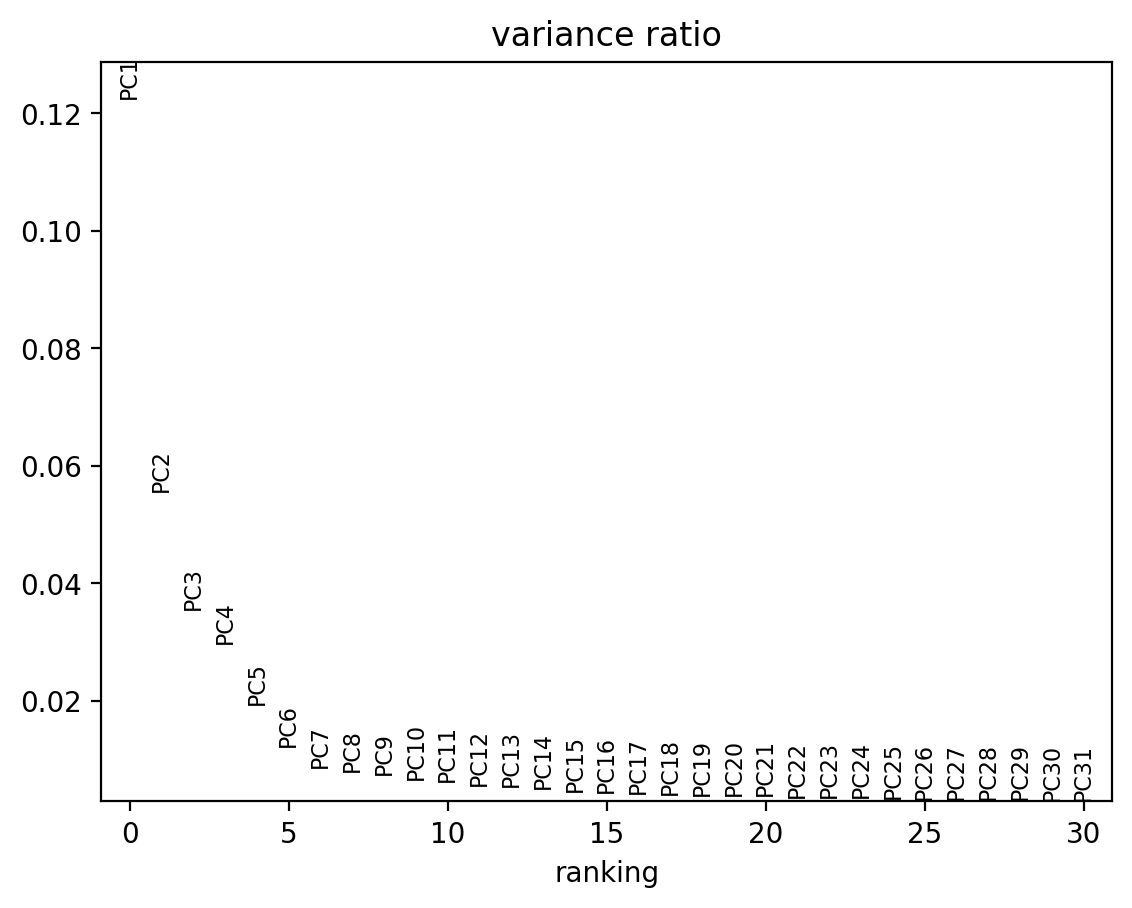 variance ratio
0.12
0.10
0.08
0.06
0.04
0.02
PC1
PC2
PC3
PC4
PC5
PC6
PC7
PC8
PC9
PC10
PC11
PC12
PC13
PC14
PC15
PC16
PC17
PC18
PC19
PC20
PC21
PC22
PC23
PC24
PC25
PC26
PC27
PC28
PC29
PC30
PC31
0 5 10 15 20 25 30
ranking